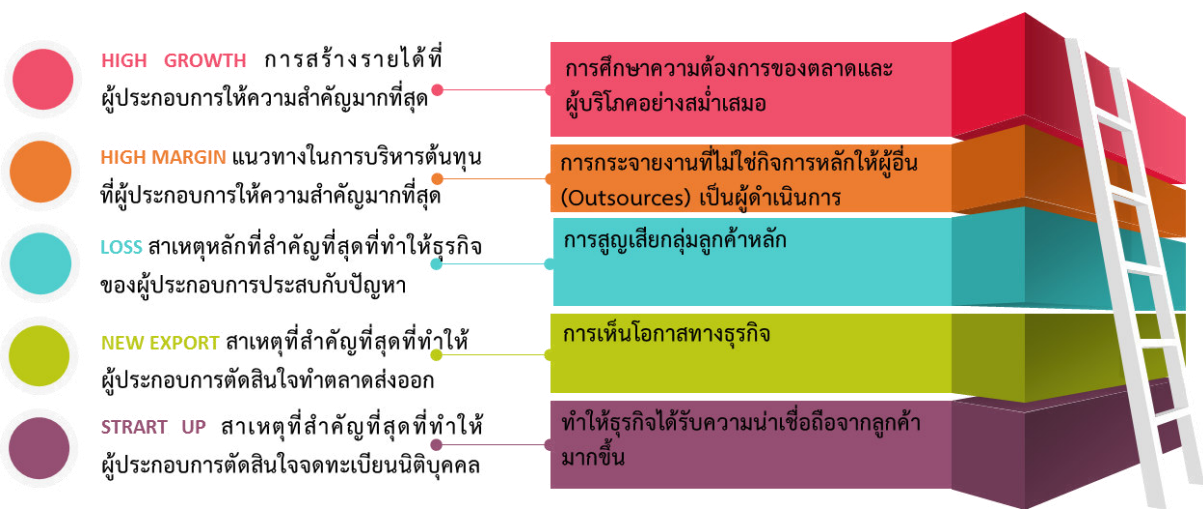 HIGH GROWTH การสร้างรายได้ที่
ผู้ประกอบการให้ความสำคัญมากที่สุด
การศึกษาความต้องการของตลาดและ
ผู้บริโภคอย่างสม่ำเสมอ
HIGH MARGIN แนวทางในการบริหารต้นทุน
ที่ผู้ประกอบการให้ความสำคัญมากที่สุด
การกระจายงานที่ไม่ใช่กิจการหลักให้ผู้อื่น
(Outsources) เป็นผู้ดำเนินการ
LOSS สาเหตุหลักที่สำคัญที่สุดที่ทำให้ธุรกิจ
ของผู้ประกอบการประสบกับปัญหา
การสูญเสียกลุ่มลูกค้าหลัก
NEW EXPORT สาเหตุที่สำคัญที่สุดที่ทำให้
ผู้ประกอบการตัดสินใจทำตลาดส่งออก
การเห็นโอกาสทางธุรกิจ
STRART UP สาเหตุที่สำคัญที่สุดที่ทำให้
ผู้ประกอบการตัดสินใจจดทะเบียนนิติบุคคล
ทำให้ธุรกิจได้รับความน่าเชื่อถือจากลูกค้า
มากขึ้น